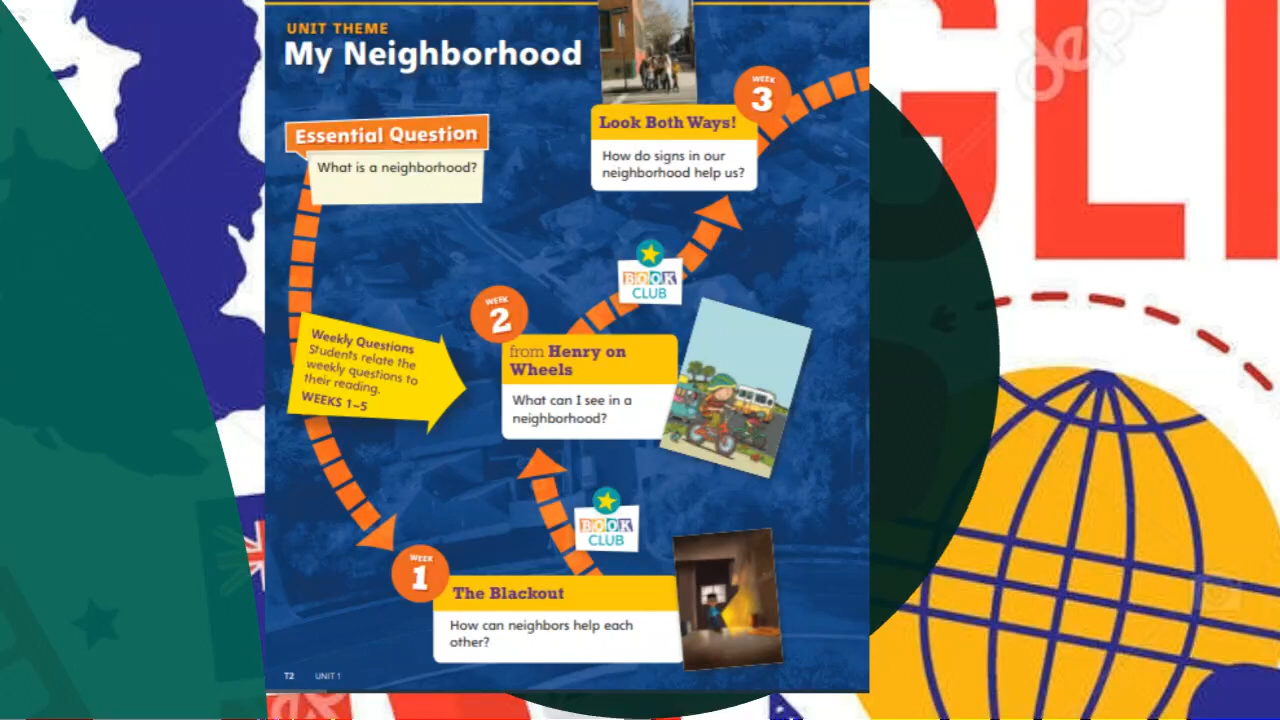 UNIT THEME
My Neighborhood
Essential Question
What is a neighborhood?
Weekly Questions
Students relate the
weekly questions to
their reading.
WEEKS 1–5
WEEK
1
The Blackout
How can neighbors help each
other?
BOOK
CLUB
WEEK
2
from Henry on
Wheels
What can I see in a
neighborhood?
BOOK
CLUB
WEEK
3
Look Both Ways!
How do signs in our
neighborhood help us?
T2 UNIT 1
GLI
dep
dep